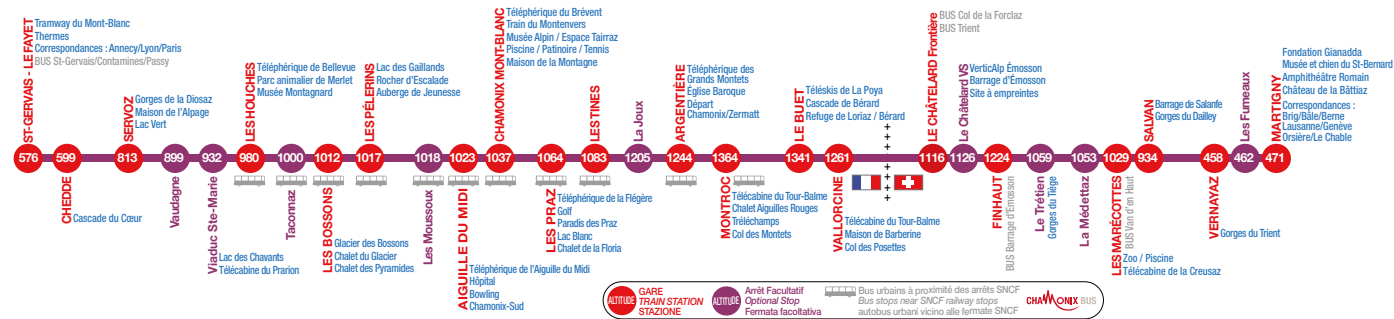 ST-GERVAIS - LE FAYET
Tramway du Mont-Blanc
Thermes
Correspondances : Annecy/Lyon/Paris
BUS St-Gervais/Contamines/Passy
576
599
CHEDDE
Cascade du Cœur
SERVOZ
Gorges de la Diosaz
Maison de l'Alpage
Lac Vert
813
899
Vaudagne
932
Viaduc Ste-Marie
Lac des Chavants
Télécabine du Prarion
LES HOUCHES
Téléphérique de Bellevue
Parc animalier de Merlet
Musée Montagnard
980
1000
Taconnaz
1012
LES BOSSONS
Glacier des Bossons
Chalet du Glacier
Chalet des Pyramides
LES PÉLERINS
Lac des Gaillands
Rocher d'Escalade
Auberge de Jeunesse
1017
1018
Les Moussoux
1023
AIGUILLE DU MIDI
Téléphérique de l'Aiguille du Midi
Hôpital
Bowling
Chamonix-Sud
CHAMONIX MONT-BLANC
Téléphérique du Brévent
Train du Montenvers
Musée Alpin / Espace Tairraz
Piscine / Patinoire / Tennis
Maison de la Montagne
1037
1064
LES PRAZ
Téléphérique de la Flégère
Golf
Paradis des Praz
Lac Blanc
Chalet de la Floria
LES TINES
1083
La Joux
1205
ARGENTIÈRE
Téléphérique des
Grands Montets
Église Baroque
Départ
Chamonix/Zermatt
1244
1364
MONTROC
Télécabine du Tour-Balme
Chalet Aiguilles Rouges
Tréléchamps
Col des Montets
LE BUET
Téléskis de La Poya
Cascade de Bérard
Refuge de Loriaz / Bérard
1341
1261
VALLORCINE
Télécabine du Tour-Balme
Maison de Barberine
Col des Posettes
LE CHÂTELARD Frontière
BUS Col de la Forclaz
BUS Trient
1116
Le Châtelard VS
VerticAlp Émosson
Barrage d'Émosson
Site à empreintes
1126
1224
FINHAUT
BUS Barrage d'Émosson
1059
Le Trétien
Gorges du Tiège
1053
La Médettaz
1029
LES MARÉCOTTES
BUS Van d'en Haut
Zoo / Piscine
Télécabine de la Creusaz
SALVAN
Barrage de Salanfe
Gorges du Dailley
934
458
VERNAYAZ
Gorges du Trient
Les Fumeaux
462
MARTIGNY
Fondation Gianadda
Musée et chien du St-Bernard
Amphithéâtre Romain
Château de la Bâttiaz
Correspondances :
Brig/Bâle/Berne
Lausanne/Genève
Orsière/Le Chable
471
ALTITUDE
GARE
TRAIN STATION
STAZIONE
ALTITUDE
Arrêt Facultatif
Optional Stop
Fermata facoltativa
Bus urbains à proximité des arrêts SNCF
Bus stops near SNCF railway stops
autobus urbani vicino alle fermate SNCF
CHAMONIX BUS